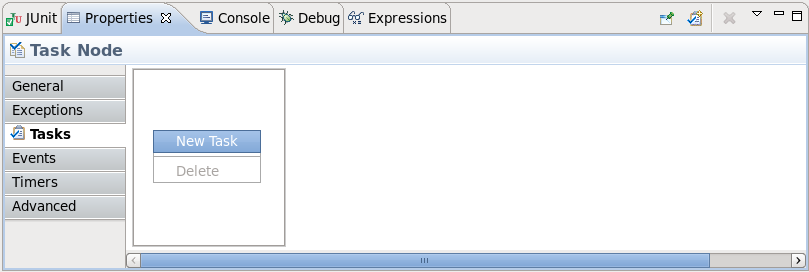 JUnit Properties Console Debug Expressions
Task Node
General
Exceptions
Tasks
Events
Timers
Advanced
New Task
Delete